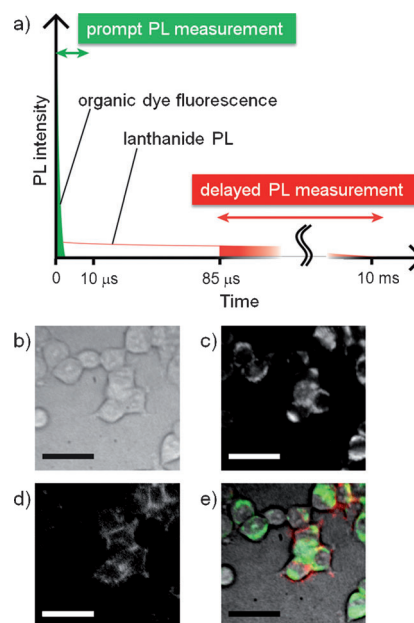 a)
prompt PL measurement
organic dye fluorescence
lanthanide PL
delayed PL measurement
PL intensity
0
10 µs
85 µs
10 ms
Time
b)
c)
d)
e)